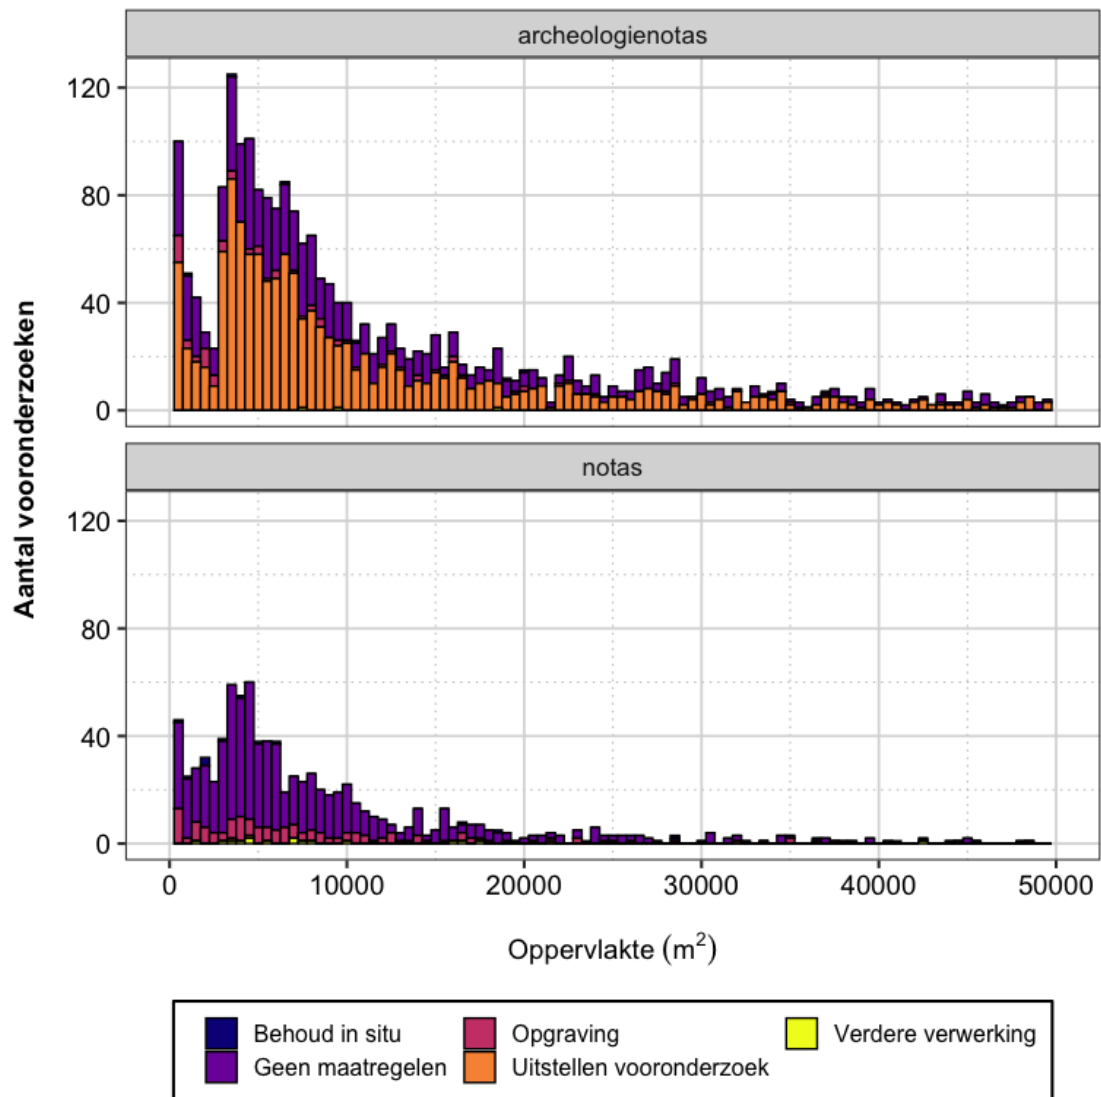 archeologienotas
120
80
40
0
notas
120
80
40
0
0 10000 20000 30000 40000 50000
Aantal vooronderzoeken
Oppervlakte (m²)
Behoud in situ Opgraving Verdere verwerking
Geen maatregelen Uitstellen vooronderzoek